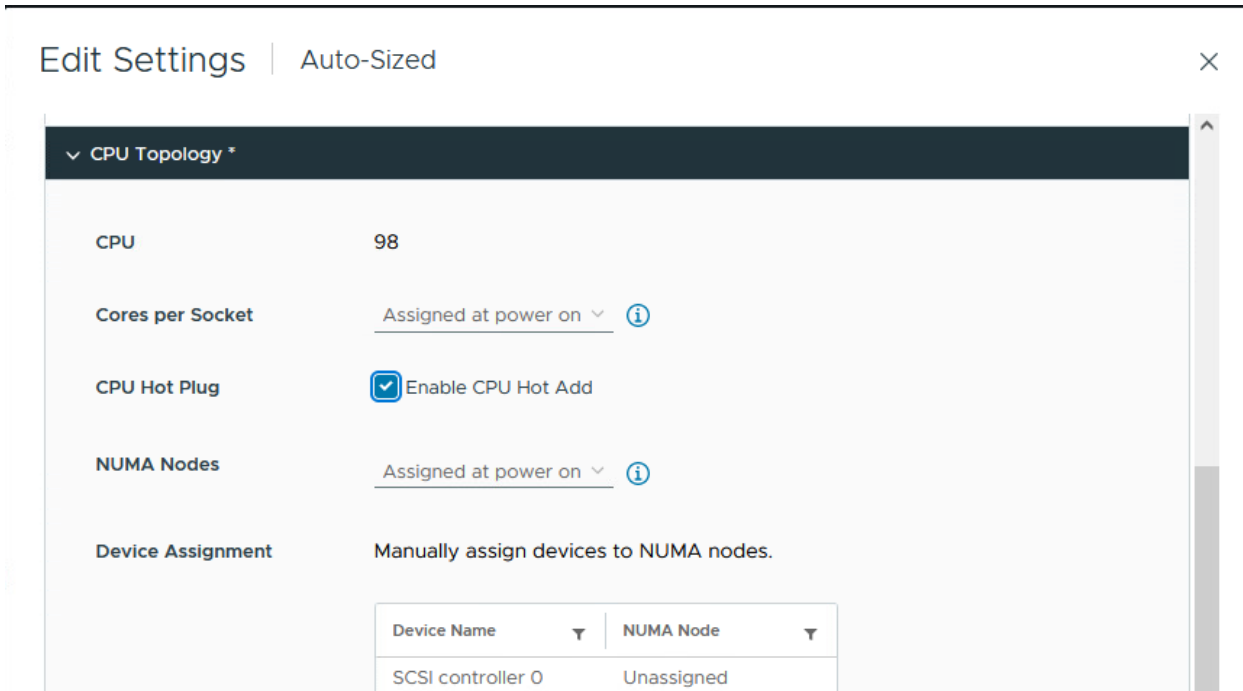 Edit Settings | Auto-Sized
CPU Topology *
CPU 98
Cores per Socket Assigned at power on
CPU Hot Plug Enable CPU Hot Add
NUMA Nodes Assigned at power on
Device Assignment Manually assign devices to NUMA nodes.
Device Name NUMA Node
SCSI controller 0 Unassigned